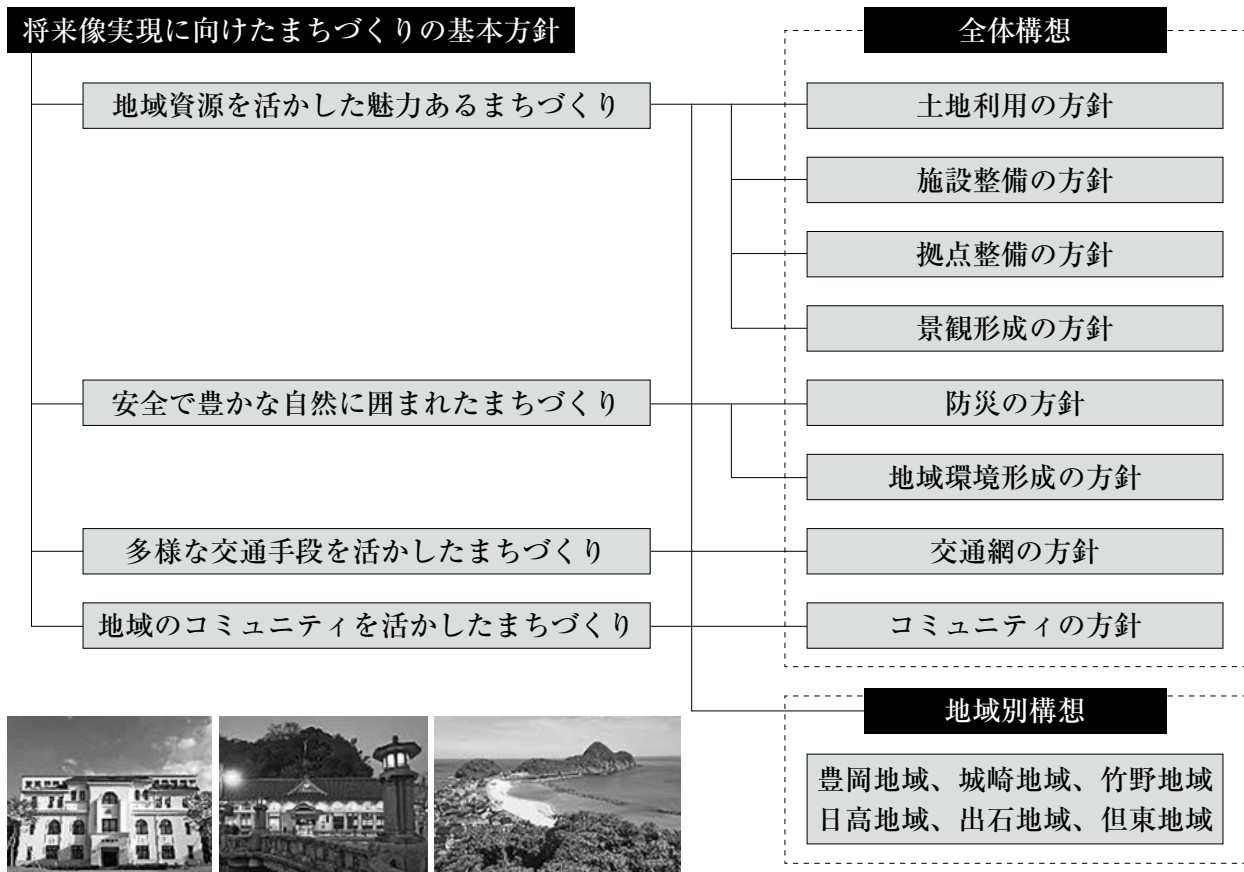 将来像実現に向けたまちづくりの基本方針
地域資源を活かした魅力あるまちづくり
安全で豊かな自然に囲まれたまちづくり
多様な交通手段を活かしたまちづくり
地域のコミュニティを活かしたまちづくり
全体構想
土地利用の方針
施設整備の方針
拠点整備の方針
景観形成の方針
防災の方針
地域環境形成の方針
交通網の方針
コミュニティの方針
地域別構想
豊岡地域、城崎地域、竹野地域
日高地域、出石地域、但東地域